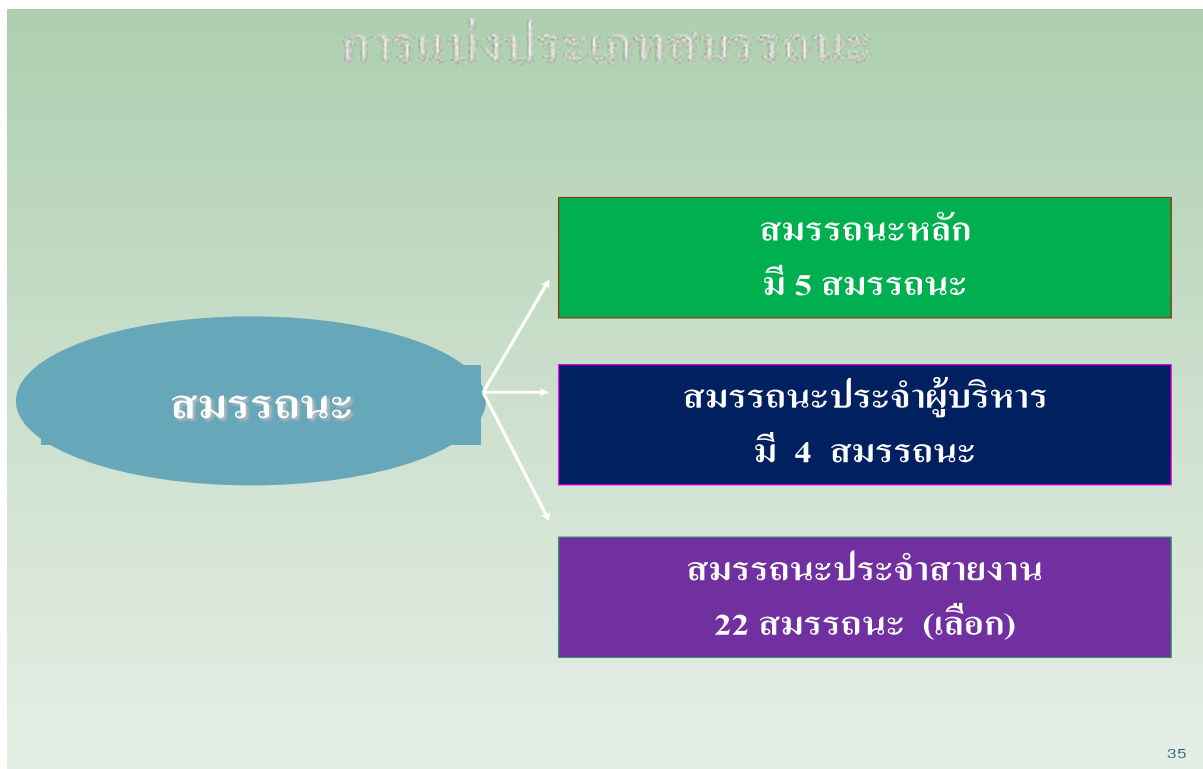 การแบ่งประเภทสมรรถนะ
สมรรถนะหลัก
มี 5 สมรรถนะ
สมรรถนะ
สมรรถนะประจำผู้บริหาร
มี 4 สมรรถนะ
สมรรถนะประจำสายงาน
22 สมรรถนะ (เลือก)
35